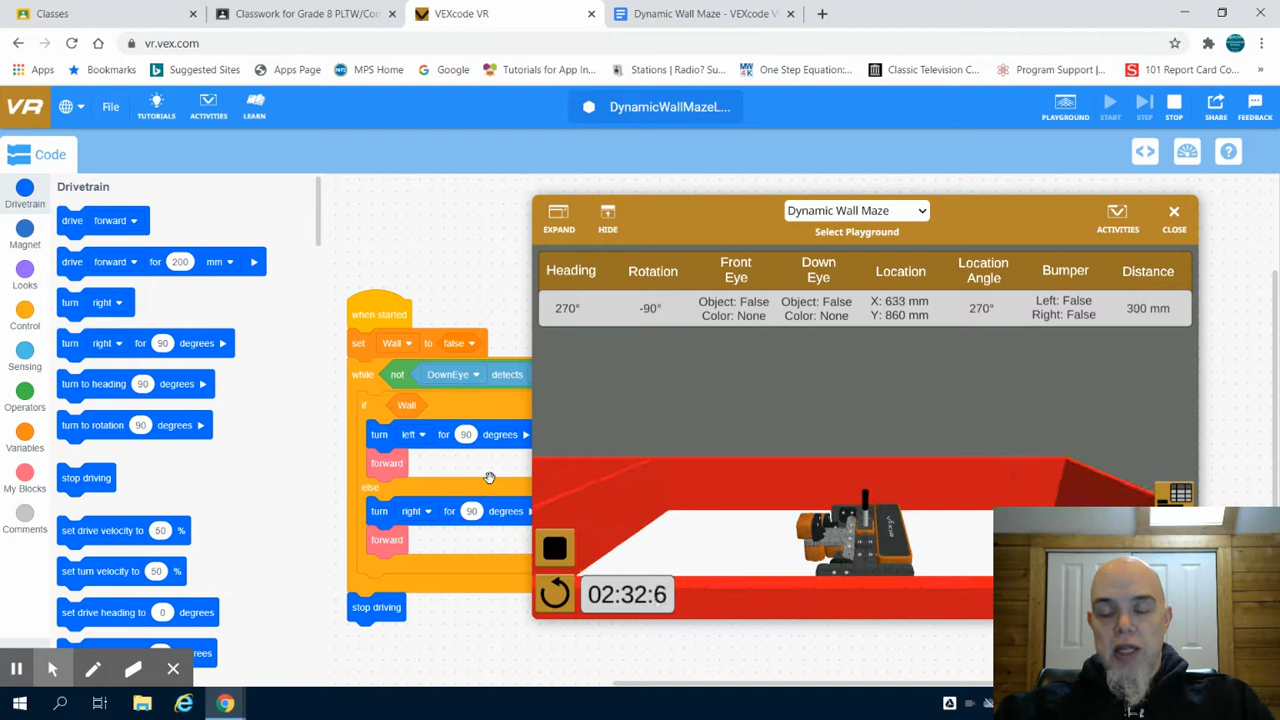 Classes
Classwork for Grade 8 PLTW/Con
VEXcode VR
Dynamic Wall Maze - VEXcode V
vr.vex.com
Apps
Bookmarks
Suggested Sites
Apps Page
MPS Home
Google
Tutorials for App In...
Stations | Radio? Su...
One Step Equation:...
Classic Television C...
Program Support |...
101 Report Card Co...
VR
File
TUTORIALS
ACTIVITIES
LEARN
DynamicWallMazeL...
PLAYGROUND
START
STEP
STOP
SHARE
FEEDBACK
Code
Drivetrain
Magnet
Looks
Control
Sensing
Operators
Variables
My Blocks
Comments
Drivetrain
drive forward
drive forward for 200 mm
turn right
turn right for 90 degrees
turn to heading 90 degrees
turn to rotation 90 degrees
stop driving
set drive velocity to 50 %
set turn velocity to 50 %
set drive heading to 0 degrees
degrees
when started
set Wall to false
while not DownEye detects
if Wall
turn left for 90 degrees
forward
else
turn right for 90 degrees
forward
stop driving
EXPAND
HIDE
Dynamic Wall Maze
Select Playground
ACTIVITIES
CLOSE
Heading Rotation Front Eye Down Eye Location Location Angle Bumper Distance
270° -90° Object: False Color: None Object: False Color: None X: 633 mm Y: 860 mm 270° Left: False Right: False 300 mm
02:32:6